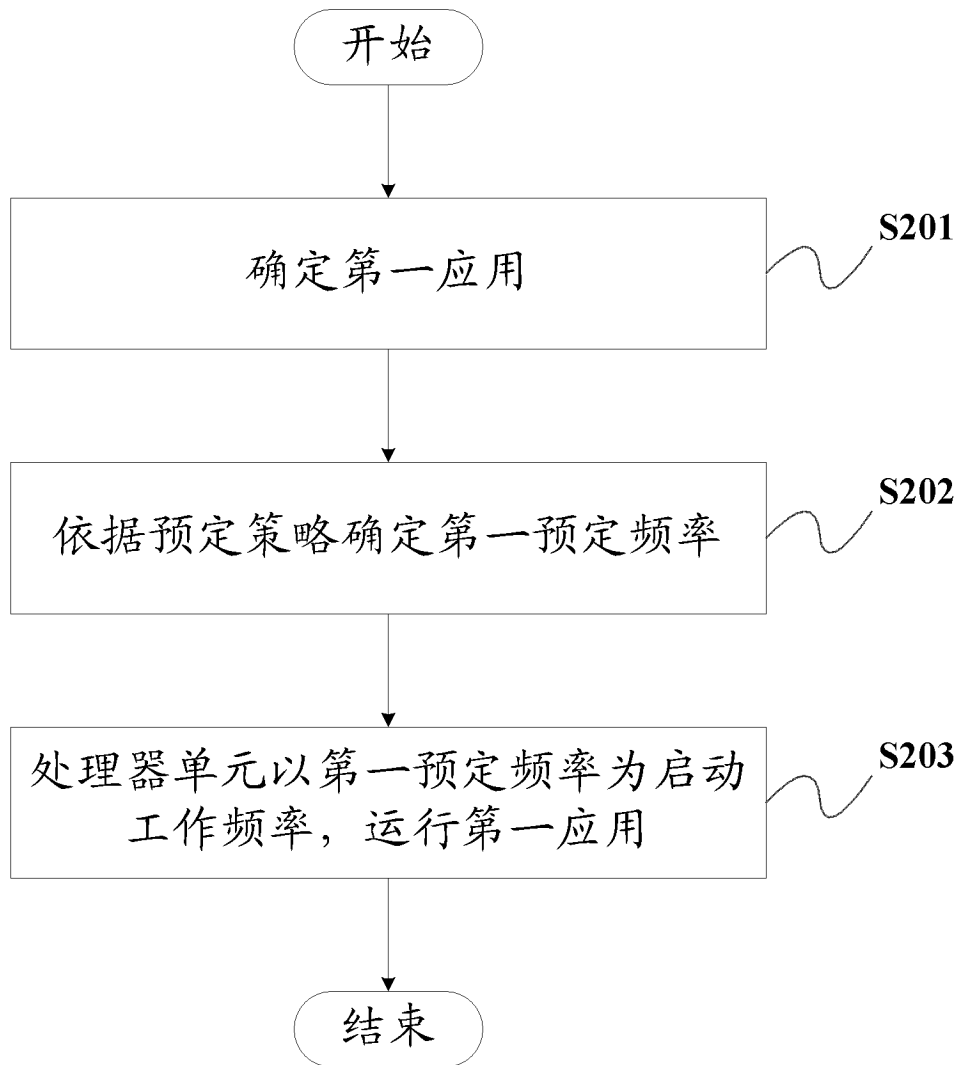 开始
S201
确定第一应用
S202
依据预定策略确定第一预定频率
S203
处理器单元以第一预定频率为启动
工作频率，运行第一应用
结束